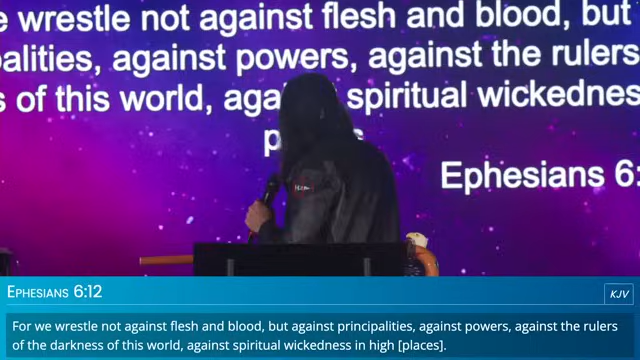 e wrestle not against flesh and blood, but
palities, against powers, against the rulers
s of this world, aga spiritual wickednes
p s
Ephesians 6:
EPHESIANS 6:12
KJV
For we wrestle not against flesh and blood, but against principalities, against powers, against the rulers
of the darkness of this world, against spiritual wickedness in high [places].